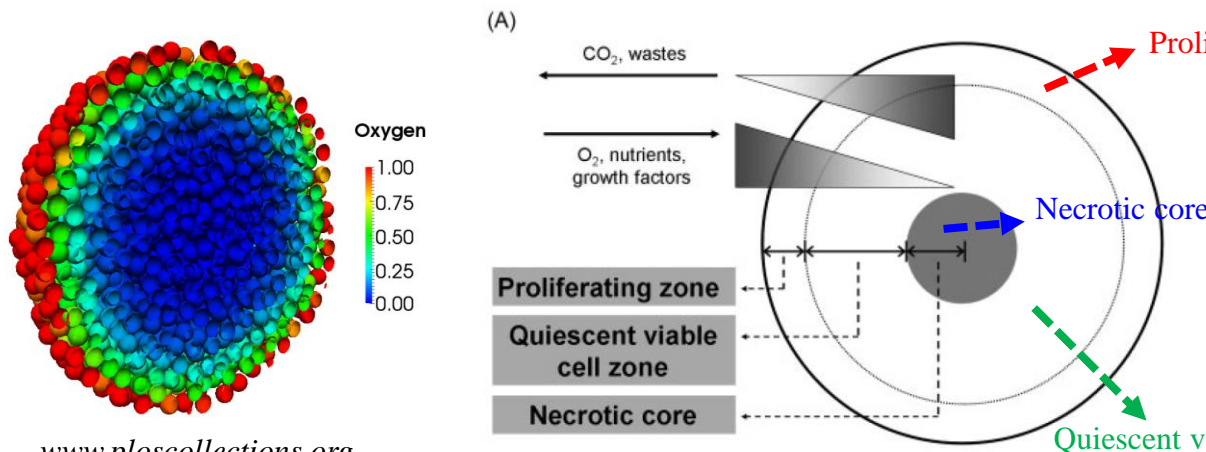 Oxygen
1.00
0.75
0.50
0.25
0.00
www.ploscollections.org
(A)
CO₂, wastes
O₂, nutrients,
growth factors
Proliferating zone
Quiescent viable
cell zone
Necrotic core
Necrotic core
Quiescent